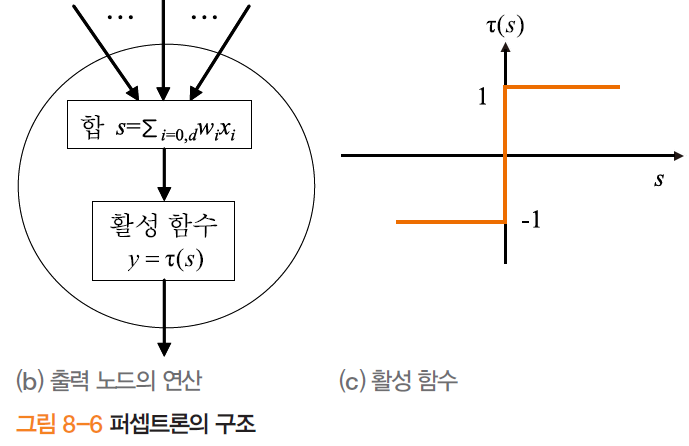 ... ...
합 s=∑i=0,dwixi
활성 함수
y = τ(s)
τ(s)
1
s
-1
(b) 출력 노드의 연산
(c) 활성 함수
그림 8-6 퍼셉트론의 구조